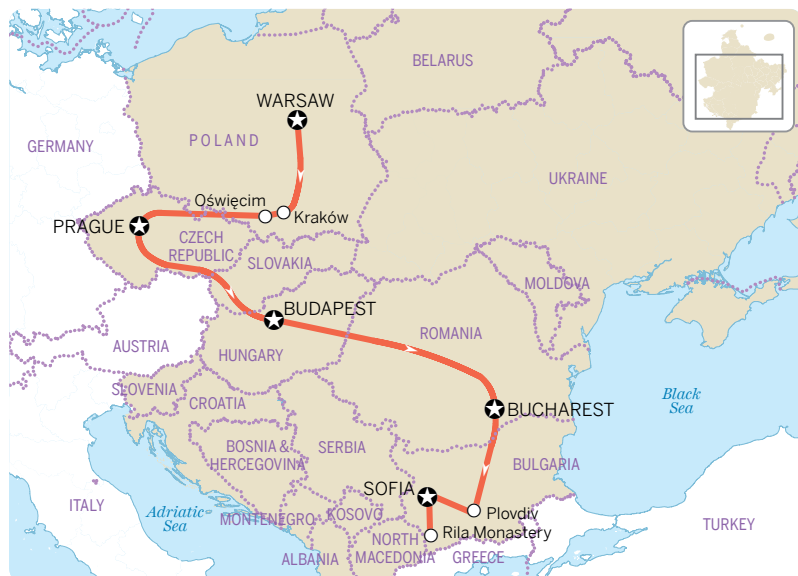 BELARUS
WARSAW
POLAND
GERMANY
UKRAINE
Oświęcim
Kraków
PRAGUE
CZECH
REPUBLIC
SLOVAKIA
MOLDOVA
BUDAPEST
ROMANIA
AUSTRIA
HUNGARY
SLOVENIA
CROATIA
Black
Sea
BUCHAREST
BOSNIA &
HERCEGOVINA
SERBIA
BULGARIA
SOFIA
ITALY
Adriatic
Sea
MONTENEGRO
KOSOVO
Plovdiv
Rila Monastery
TURKEY
NORTH
MACEDONIA
ALBANIA
GREECE